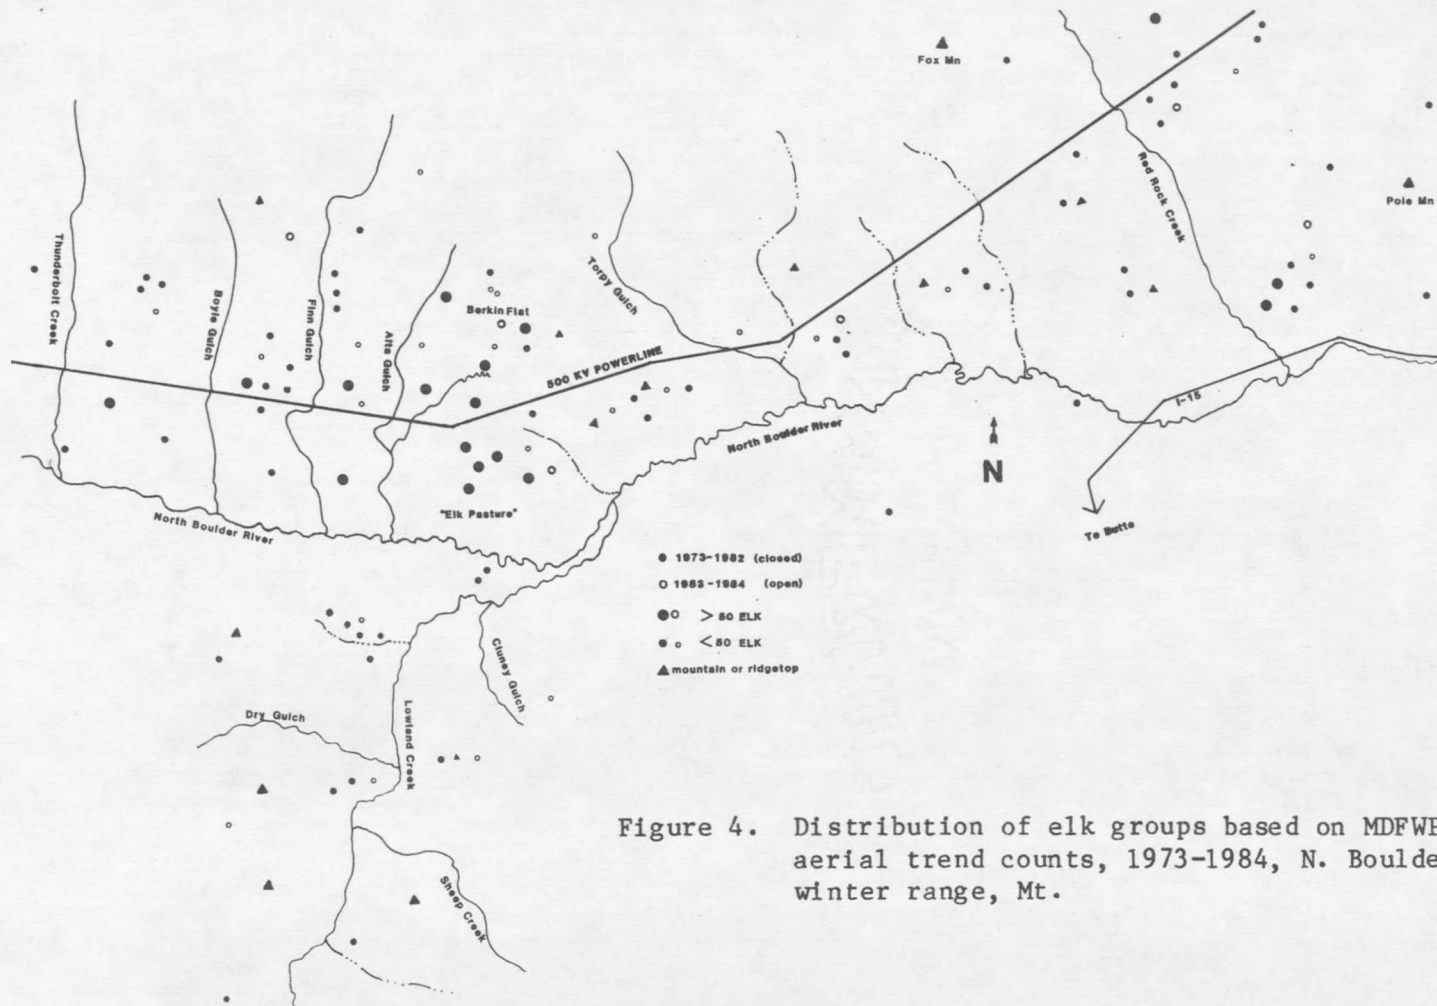 Fox Mn
Pole Mn
Red Rock Creek
Thunderbolt Creek
Boyle Gulch
Finn Gulch
Alta Gulch
Berkin Flat
Torpy Gulch
500 KV POWERLINE
I-15
North Boulder River
N
To Butte
"Elk Pasture"
North Boulder River
1973-1982 (closed)
1983-1984 (open)
> 50 ELK
< 50 ELK
mountain or ridgetop
Cluney Gulch
Lowland Creek
Dry Gulch
Sheep Creek
Figure 4. Distribution of elk groups based on MDFWP
aerial trend counts, 1973-1984, N. Boulde
winter range, Mt.